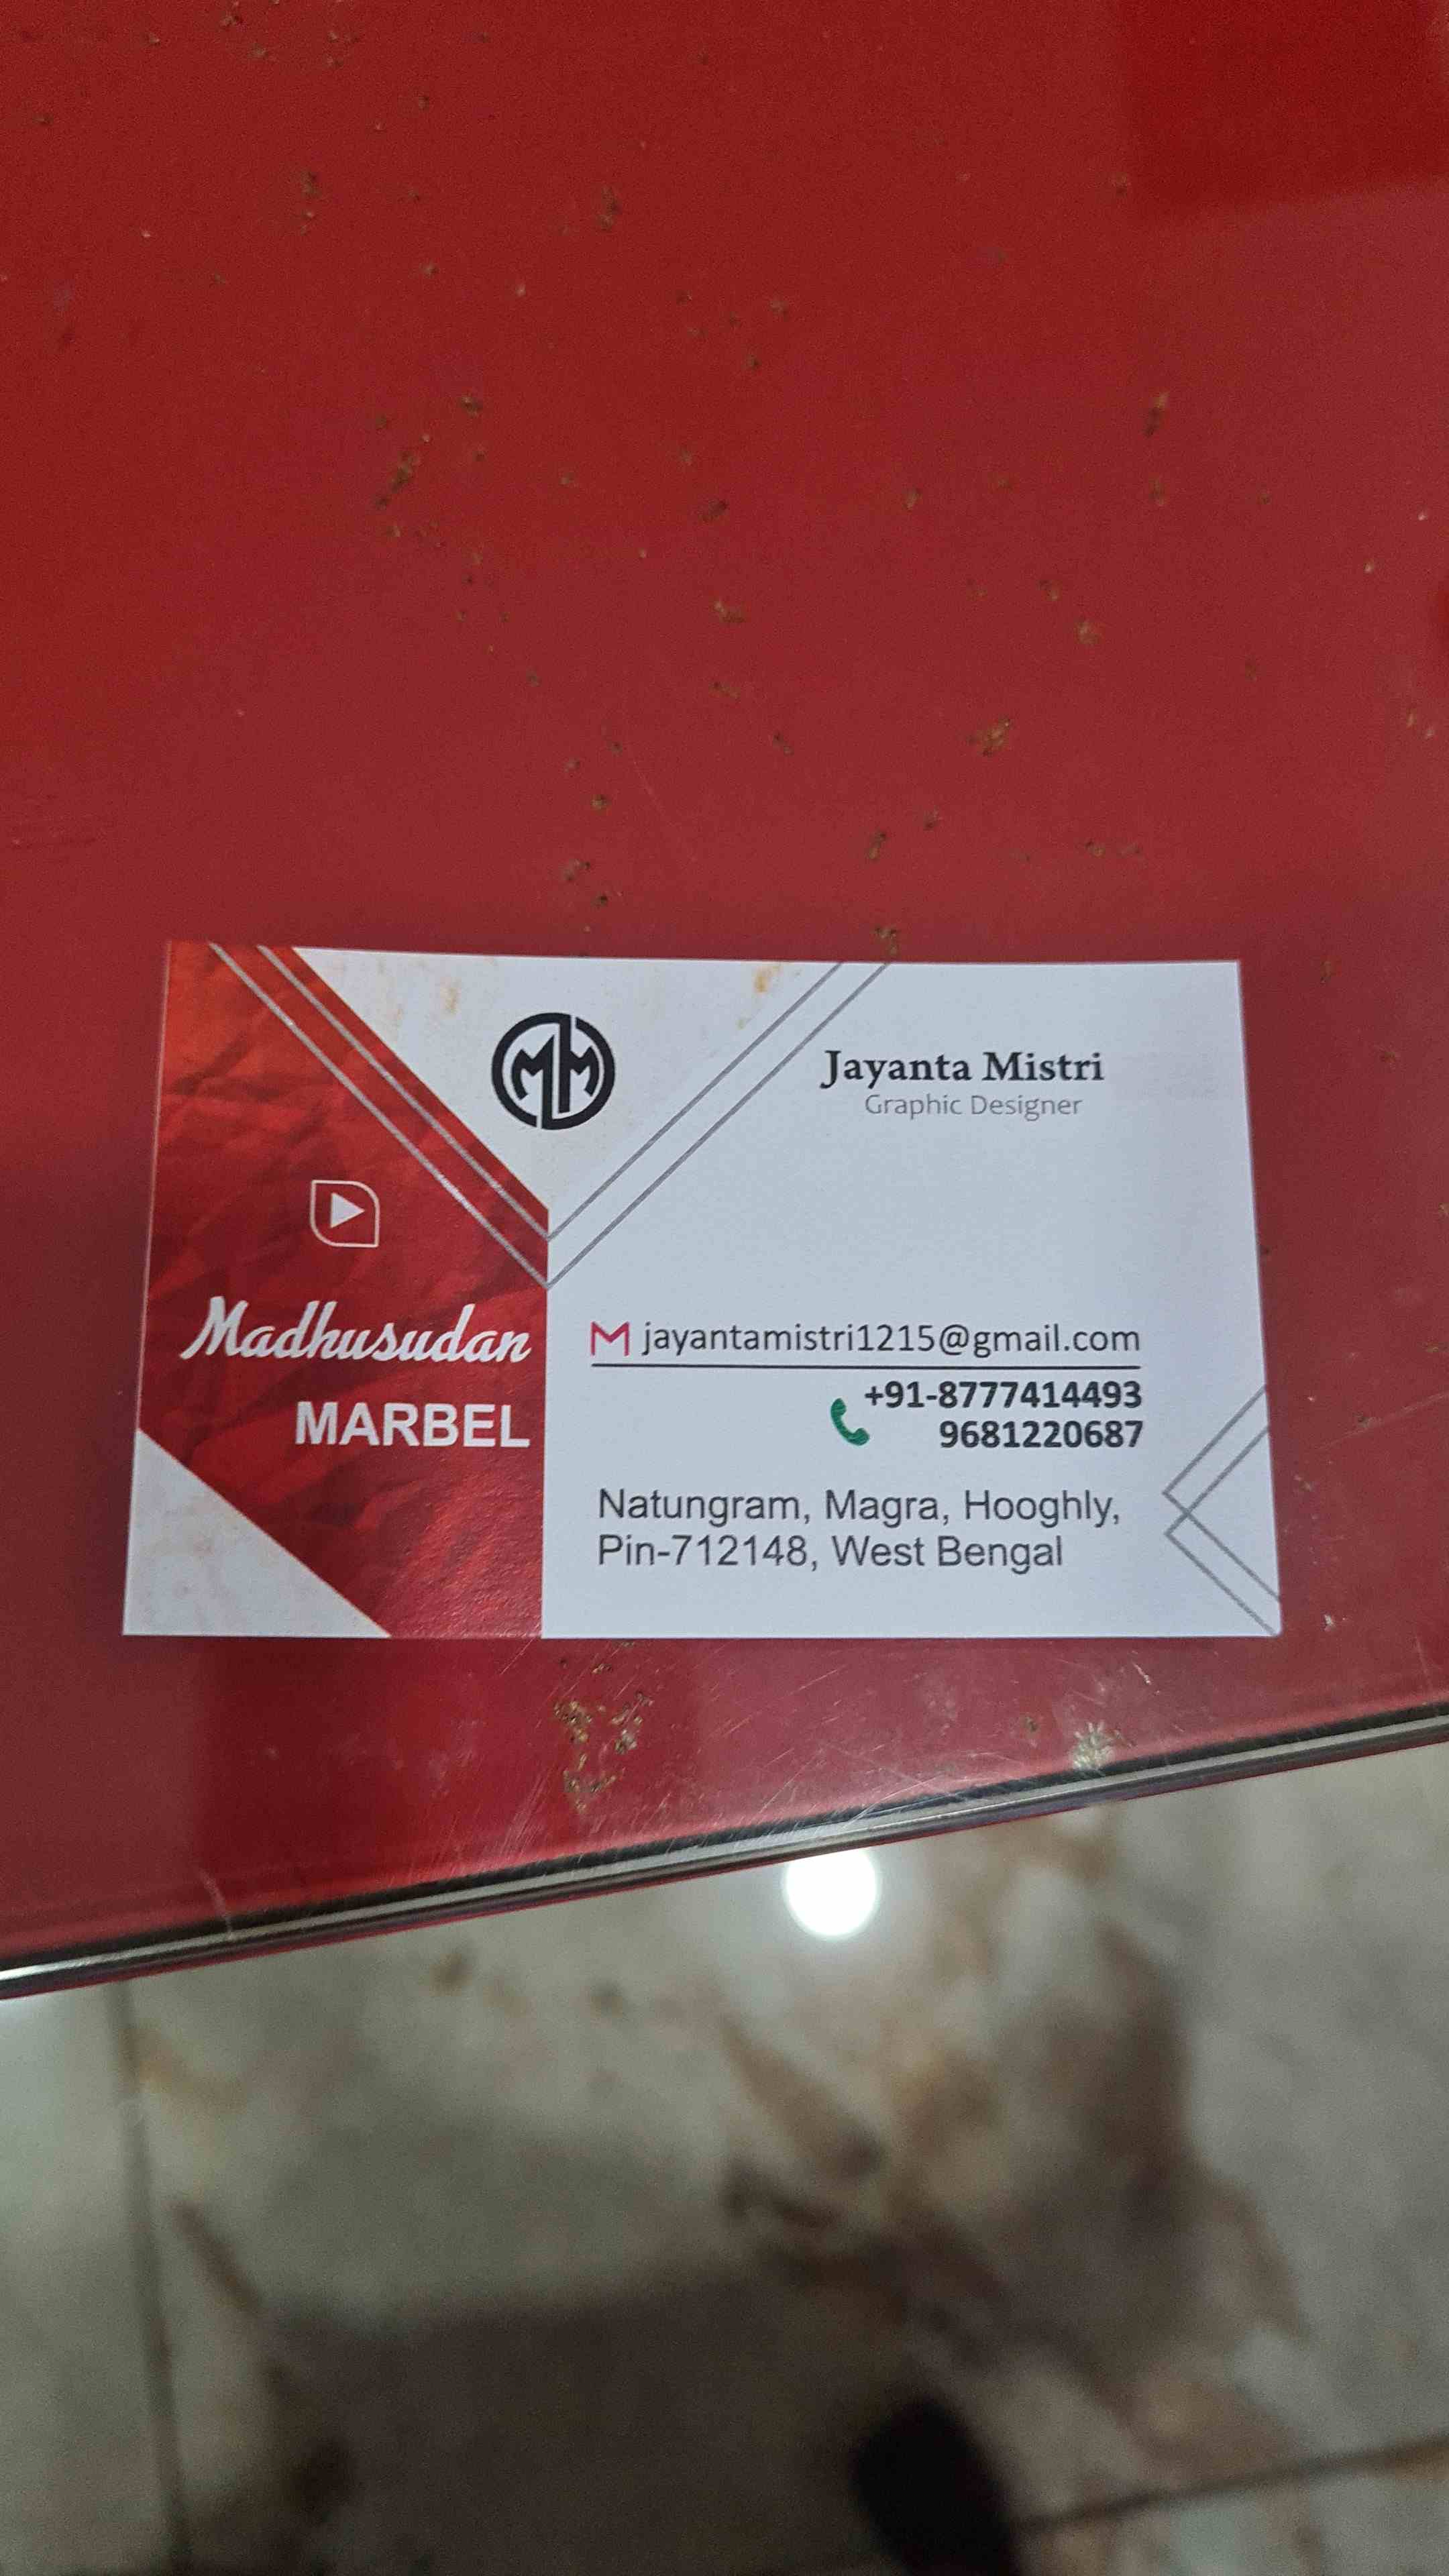 MM
Jayanta Mistri
Graphic Designer
Madhusudan
MARBEL
jayantamistri1215@gmail.com
+91-8777414493
9681220687
Natungram, Magra, Hooghly,
Pin-712148, West Bengal